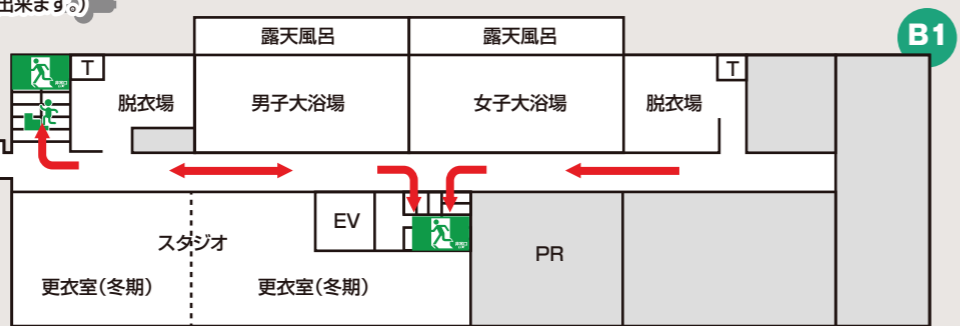 出来ます。)
B1
露天風呂
露天風呂
T
脱衣場
男子大浴場
女子大浴場
脱衣場
T
EV
スタジオ
PR
更衣室(冬期)
更衣室(冬期)